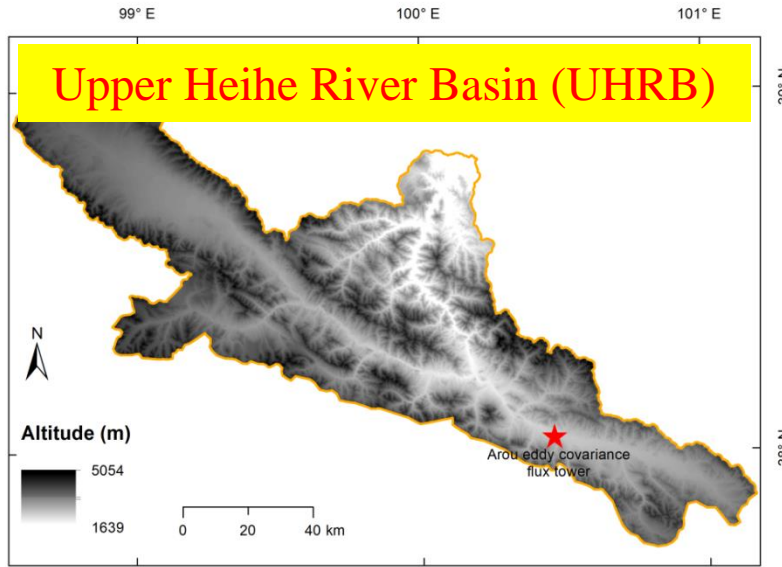 99° E
100° E
101° E
Upper Heihe River Basin (UHRB)
N
Arou eddy covariance
flux tower
Altitude (m)
5054
1639
0
20
40 km
38° N